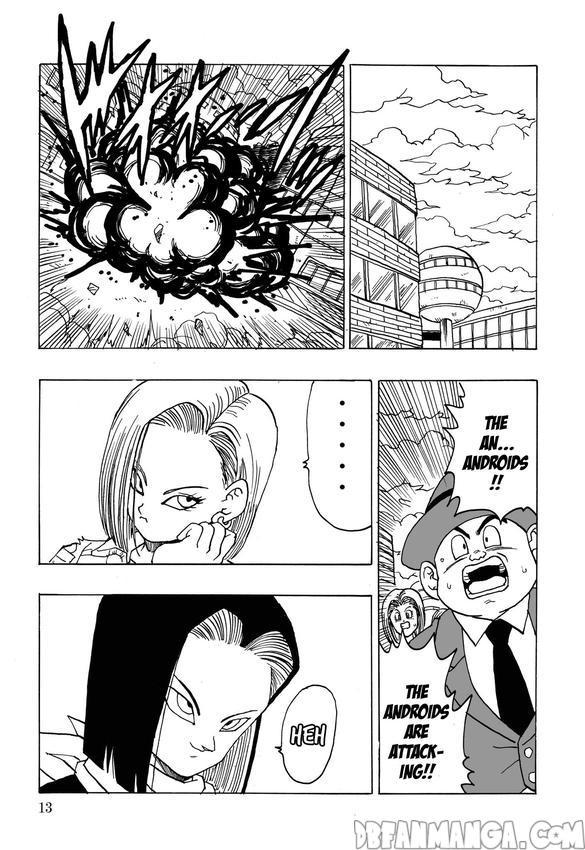 THE
AN...
ANDROIDS
!!
THE
ANDROIDS
ARE
ATTACK-
ING!!
.....
HEH
13
DBFANMANGA.COM